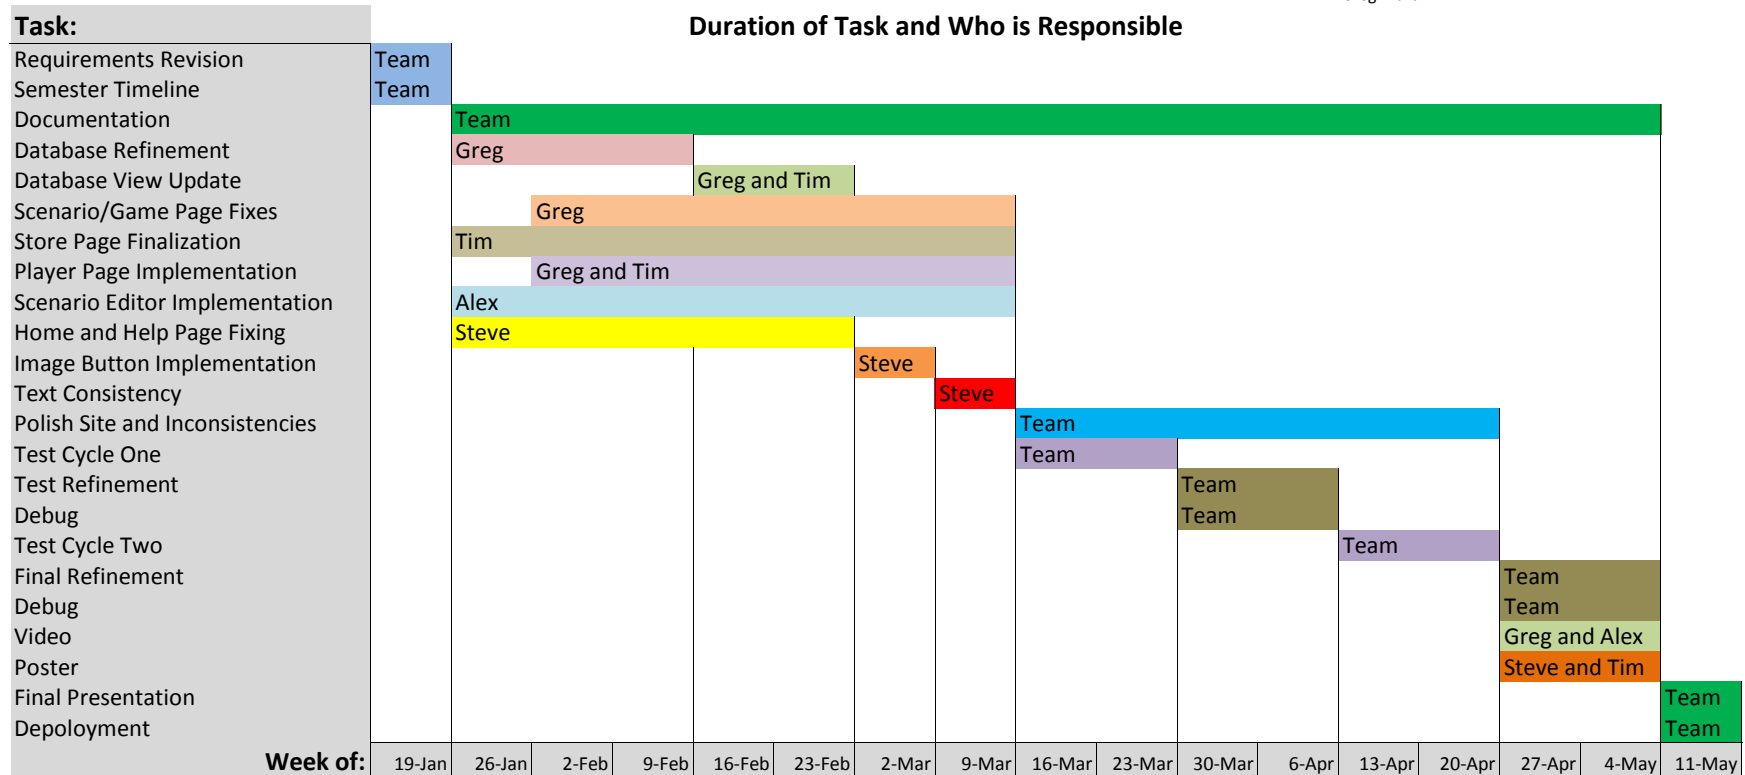 Task: Duration of Task and Who is Responsible
Requirements Revision Team
Semester Timeline Team
Documentation Team
Database Refinement Greg
Database View Update Greg and Tim
Scenario/Game Page Fixes Greg
Store Page Finalization Tim
Player Page Implementation Greg and Tim
Scenario Editor Implementation Alex
Home and Help Page Fixing Steve
Image Button Implementation Steve
Text Consistency Steve
Polish Site and Inconsistencies Team
Test Cycle One Team
Test Refinement Team
Debug Team
Test Cycle Two Team
Final Refinement Team
Debug Team
Video Greg and Alex
Poster Steve and Tim
Final Presentation Team
Depoloyment Team
Week of: 19-Jan 26-Jan 2-Feb 9-Feb 16-Feb 23-Feb 2-Mar 9-Mar 16-Mar 23-Mar 30-Mar 6-Apr 13-Apr 20-Apr 27-Apr 4-May 11-May